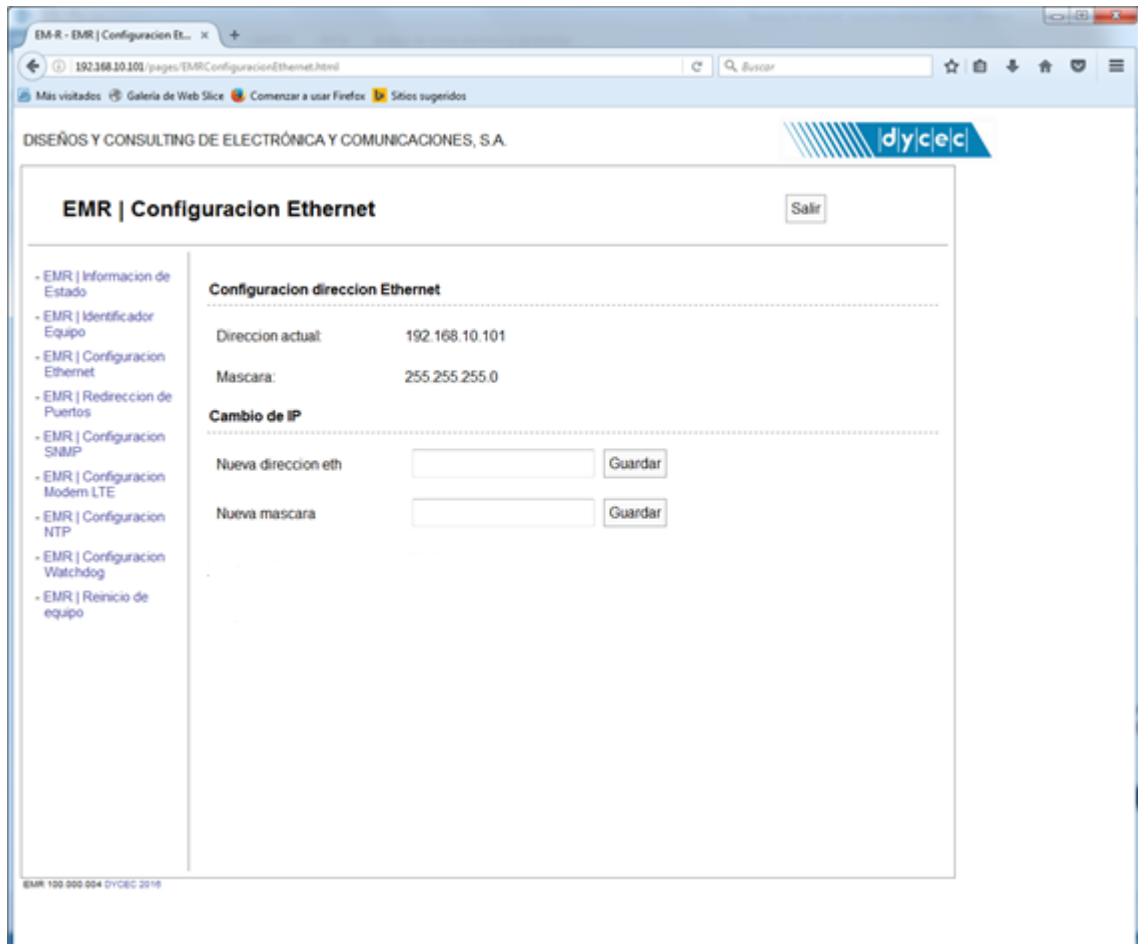 EM-R - EMR | Configuracion Et...
192.168.10.101/pages/EMRConfiguracionEthernet.html
Buscar
Más visitados Galería de Web Slice Comenzar a usar Firefox Sitios sugeridos
DISEÑOS Y CONSULTING DE ELECTRÓNICA Y COMUNICACIONES, S.A.
d|y|c|e|c
EMR | Configuracion Ethernet
Salir
- EMR | Informacion de
Estado
- EMR | Identificador
Equipo
- EMR | Configuracion
Ethernet
- EMR | Redireccion de
Puertos
- EMR | Configuracion
SNMP
- EMR | Configuracion
Modem LTE
- EMR | Configuracion
NTP
- EMR | Configuracion
Watchdog
- EMR | Reinicio de
equipo
Configuracion direccion Ethernet
Direccion actual: 192.168.10.101
Mascara: 255.255.255.0
Cambio de IP
Nueva direccion eth Guardar
Nueva mascara Guardar
EMR 100.000.004 DYCEC 2016